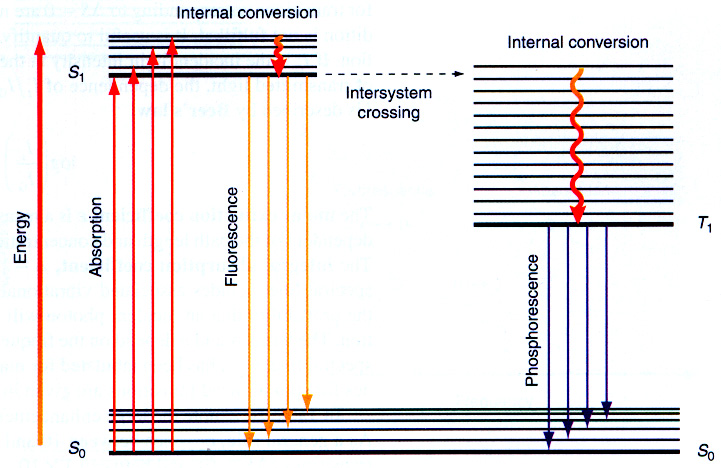 Internal conversion
Internal conversion
S1
Intersystem
crossing
Energy
Absorption
Fluorescence
T1
Phosphorescence
S0
S0